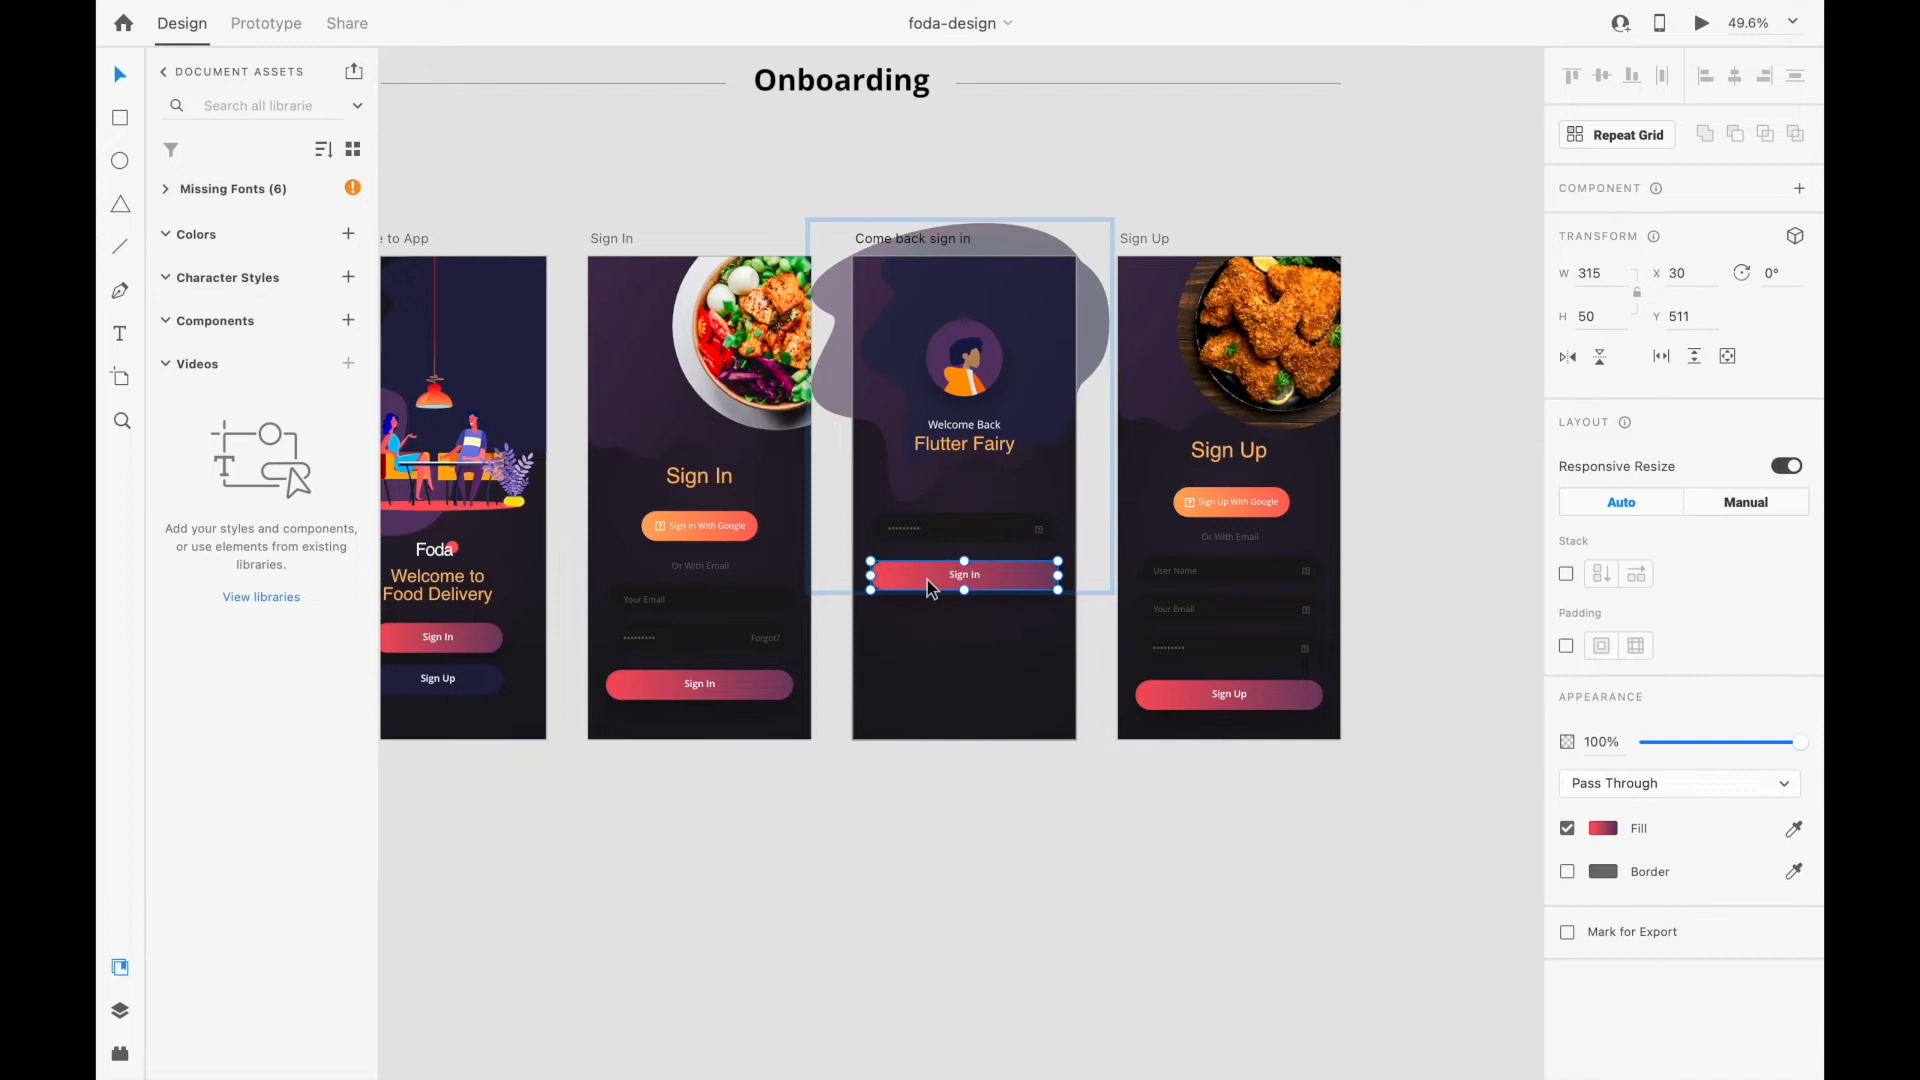 Design
Prototype
Share
foda-design
49.6%
DOCUMENT ASSETS
Search all librarie
Missing Fonts (6)
Colors
Character Styles
Components
Videos
Add your styles and components,
or use elements from existing
libraries.
View libraries
Onboarding
e to App
Foda
Welcome to
Food Delivery
Sign In
Sign Up
Sign In
Sign In
Sign In With Google
Or With Email
Your Email
Forgot?
Sign In
Come back sign in
Welcome Back
Flutter Fairy
Sign In
Sign Up
Sign Up
Sign Up With Google
Or With Email
User Name
Your Email
Sign Up
Repeat Grid
COMPONENT
TRANSFORM
W 315
X 30
0°
H 50
Y 511
LAYOUT
Responsive Resize
Auto
Manual
Stack
Padding
APPEARANCE
100%
Pass Through
Fill
Border
Mark for Export